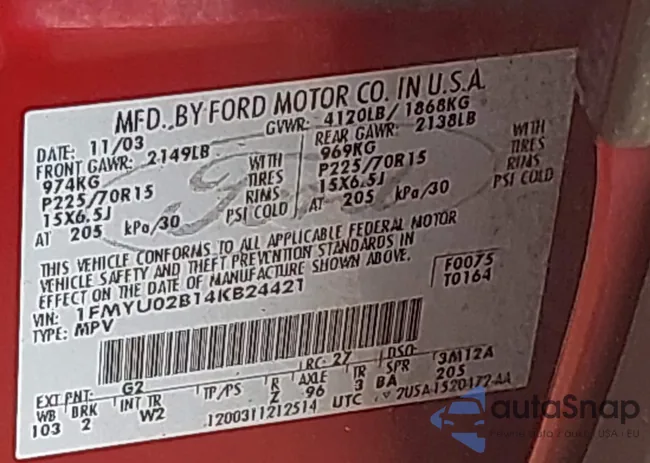 MFD. BY FORD MOTOR CO. IN U.S.A.
DATE: 11/03 GVWR: 4120LB/ 1868KG
FRONT GAWR: 2149LB REAR GAWR: 2138LB
974KG WITH 969KG WITH
P225/70R15 TIRES P225/70R15 TIRES
15X6.5J RIMS 15X6.5J RIMS
AT 205 kPa/30 PSI COLD AT 205 kPa/30 PSI COLD
THIS VEHICLE CONFORMS TO ALL APPLICABLE FEDERAL MOTOR
VEHICLE SAFETY AND THEFT PREVENTION STANDARDS IN
EFFECT ON THE DATE OF MANUFACTURE SHOWN ABOVE.
VIN: 1FMYU02B14KB24421 F0075
TYPE: MPV T0164
EXT PNT: G2 RC: 27 DSO: 3M12A
WB BRK INT TR TP/PS R AXLE TR SPR 205
103 2 W2 Z 96 3 BA
1200311212514 UTC
autaSnap